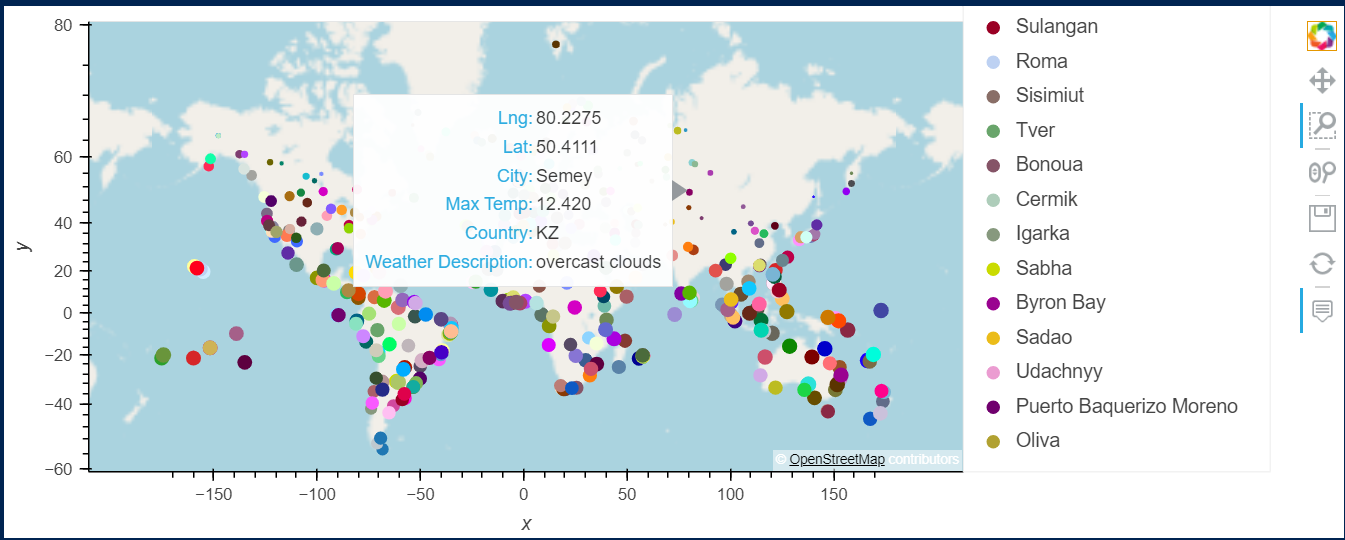 80
60
40
20
0
−20
−40
−60
y
−150
−100
−50
0
50
100
150
x
Lng: 80.2275
Lat: 50.4111
City: Semey
Max Temp: 12.420
Country: KZ
Weather Description: overcast clouds
© OpenStreetMap contributors
Sulangan
Roma
Sisimiut
Tver
Bonoua
Cermik
Igarka
Sabha
Byron Bay
Sadao
Udachnyy
Puerto Baquerizo Moreno
Oliva